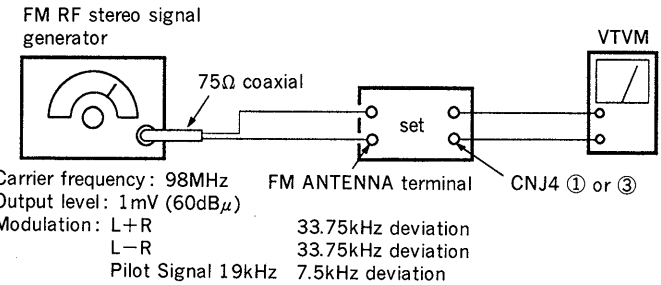 FM RF stereo signal
generator
VTVM
75Ω coaxial
set
Carrier frequency: 98MHz
FM ANTENNA terminal
CNJ4 ① or ③
Output level: 1mV (60dBμ)
Modulation: L+R 33.75kHz deviation
L−R 33.75kHz deviation
Pilot Signal 19kHz 7.5kHz deviation